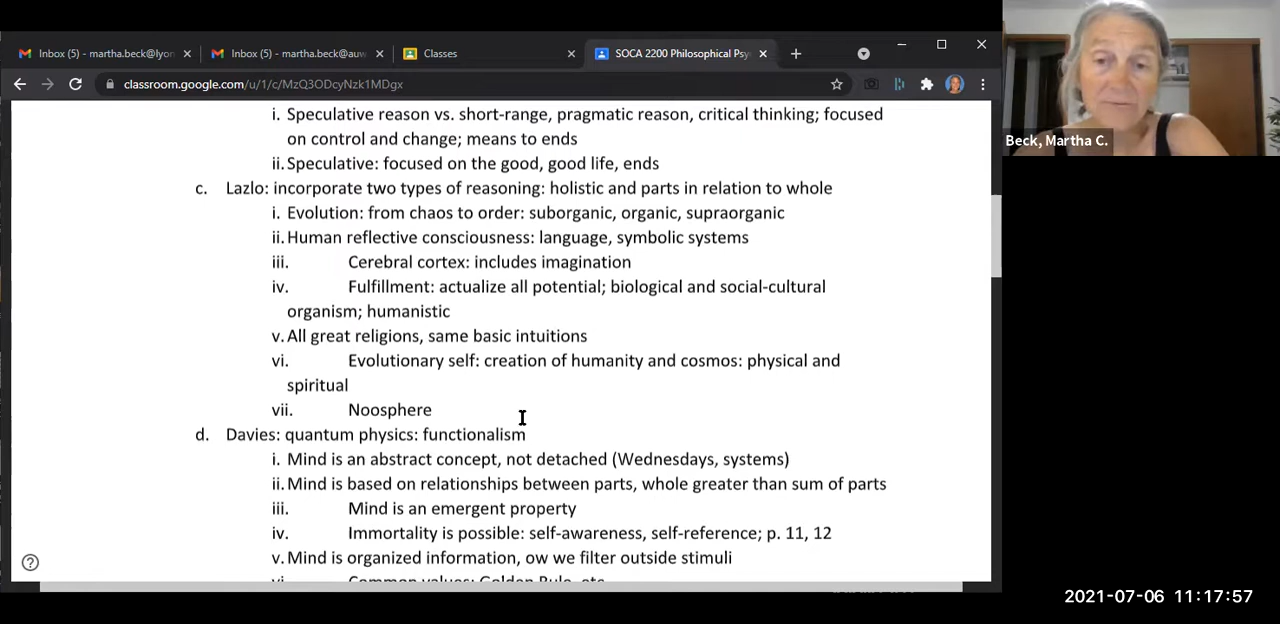 Inbox (5) - martha.beck@lyon
Inbox (5) - martha.beck@auw
Classes
SOCA 2200 Philosophical Psy
classroom.google.com/u/1/c/MzQ3ODcyNzk1MDgx
Beck, Martha C.
i. Speculative reason vs. short-range, pragmatic reason, critical thinking; focused
on control and change; means to ends
ii. Speculative: focused on the good, good life, ends
c. Lazlo: incorporate two types of reasoning: holistic and parts in relation to whole
i. Evolution: from chaos to order: suborganic, organic, supraorganic
ii. Human reflective consciousness: language, symbolic systems
iii. Cerebral cortex: includes imagination
iv. Fulfillment: actualize all potential; biological and social-cultural
organism; humanistic
v. All great religions, same basic intuitions
vi. Evolutionary self: creation of humanity and cosmos: physical and
spiritual
vii. Noosphere
d. Davies: quantum physics: functionalism
i. Mind is an abstract concept, not detached (Wednesdays, systems)
ii. Mind is based on relationships between parts, whole greater than sum of parts
iii. Mind is an emergent property
iv. Immortality is possible: self-awareness, self-reference; p. 11, 12
v. Mind is organized information, ow we filter outside stimuli
vi. Common values: Golden Rule, etc
2021-07-06 11:17:57